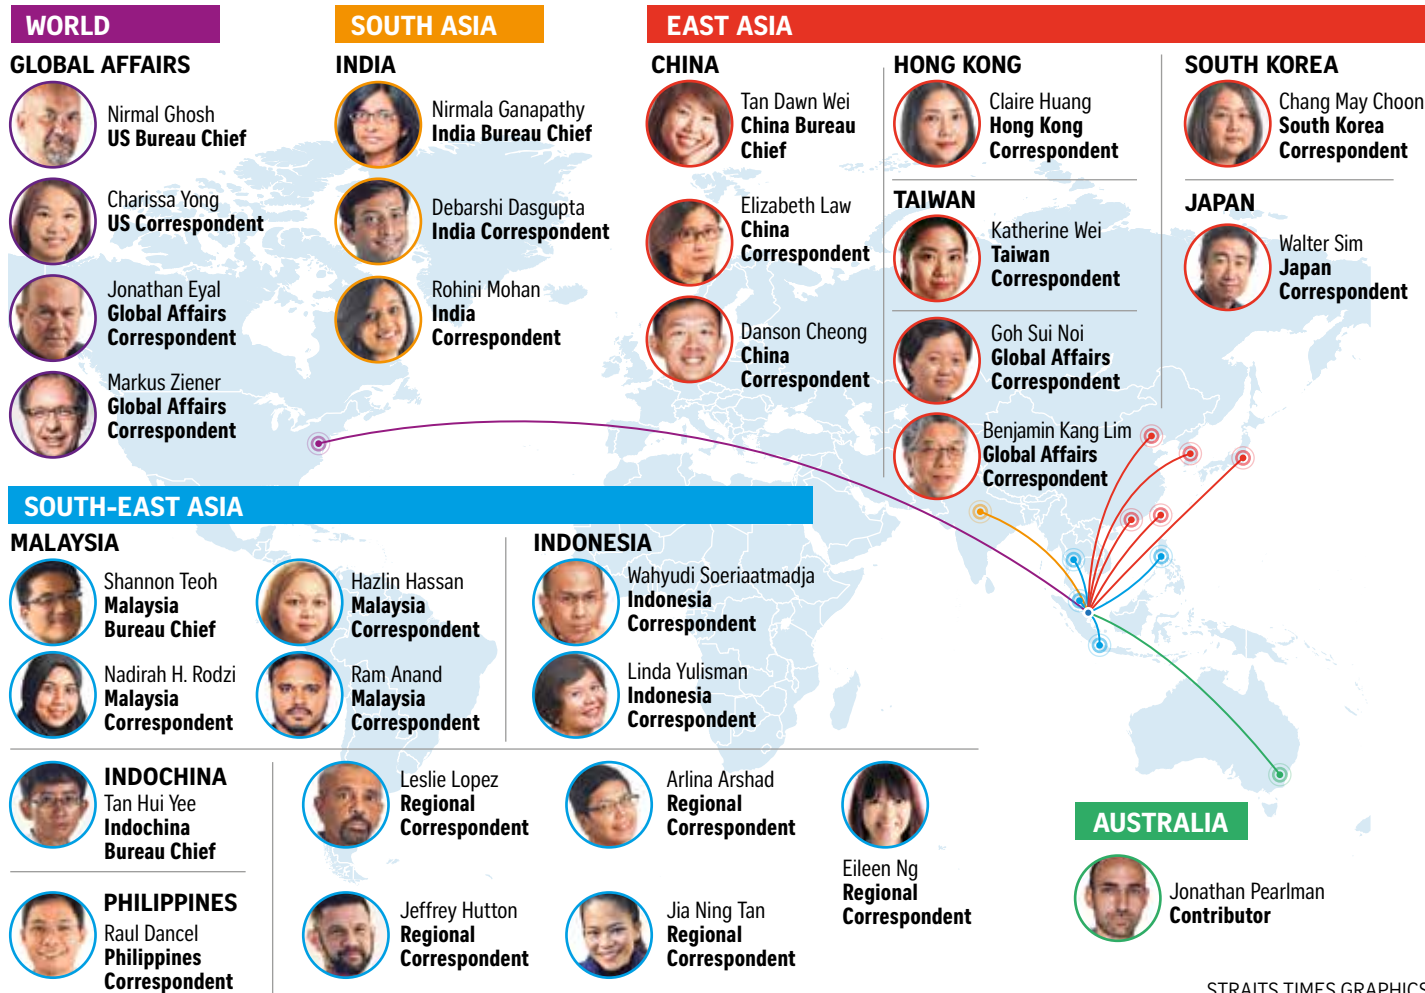 WORLD
GLOBAL AFFAIRS
Nirmal Ghosh
US Bureau Chief
Charissa Yong
US Correspondent
Jonathan Eyal
Global Affairs
Correspondent
Markus Ziener
Global Affairs
Correspondent
SOUTH ASIA
INDIA
Nirmala Ganapathy
India Bureau Chief
Debarshi Dasgupta
India Correspondent
Rohini Mohan
India
Correspondent
EAST ASIA
CHINA
Tan Dawn Wei
China Bureau
Chief
Elizabeth Law
China
Correspondent
Danson Cheong
China
Correspondent
HONG KONG
Claire Huang
Hong Kong
Correspondent
TAIWAN
Katherine Wei
Taiwan
Correspondent
Goh Sui Noi
Global Affairs
Correspondent
Benjamin Kang Lim
Global Affairs
Correspondent
SOUTH KOREA
Chang May Choon
South Korea
Correspondent
JAPAN
Walter Sim
Japan
Correspondent
SOUTH-EAST ASIA
MALAYSIA
Shannon Teoh
Malaysia
Bureau Chief
Hazlin Hassan
Malaysia
Correspondent
Nadirah H. Rodzi
Malaysia
Correspondent
Ram Anand
Malaysia
Correspondent
INDONESIA
Wahyudi Soeriaatmadja
Indonesia
Correspondent
Linda Yulisman
Indonesia
Correspondent
INDOCHINA
Tan Hui Yee
Indochina
Bureau Chief
PHILIPPINES
Raul Dancel
Philippines
Correspondent
Leslie Lopez
Regional
Correspondent
Arlina Arshad
Regional
Correspondent
Eileen Ng
Regional
Correspondent
Jeffrey Hutton
Regional
Correspondent
Jia Ning Tan
Regional
Correspondent
AUSTRALIA
Jonathan Pearlman
Contributor
STRAITS TIMES GRAPHICS